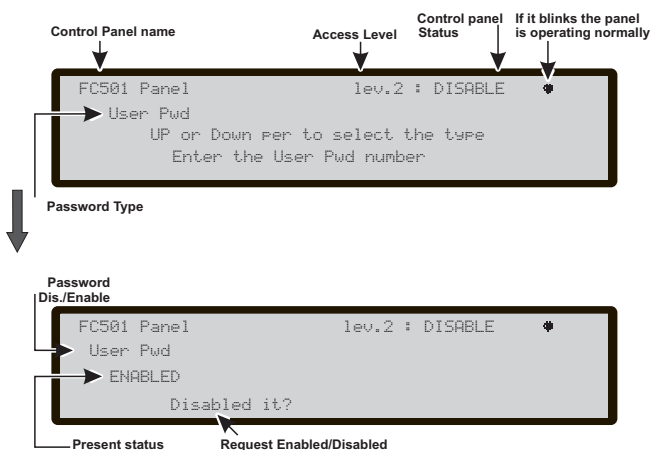 Control Panel name
Access Level
Control panel
Status
If it blinks the panel
is operating normally
FC501 Panel lev.2 : DISABLE
User Pwd
UP or Down per to select the type
Enter the User Pwd number
Password Type
Password
Dis./Enable
FC501 Panel lev.2 : DISABLE
User Pwd
ENABLED
Disabled it?
Present status
Request Enabled/Disabled